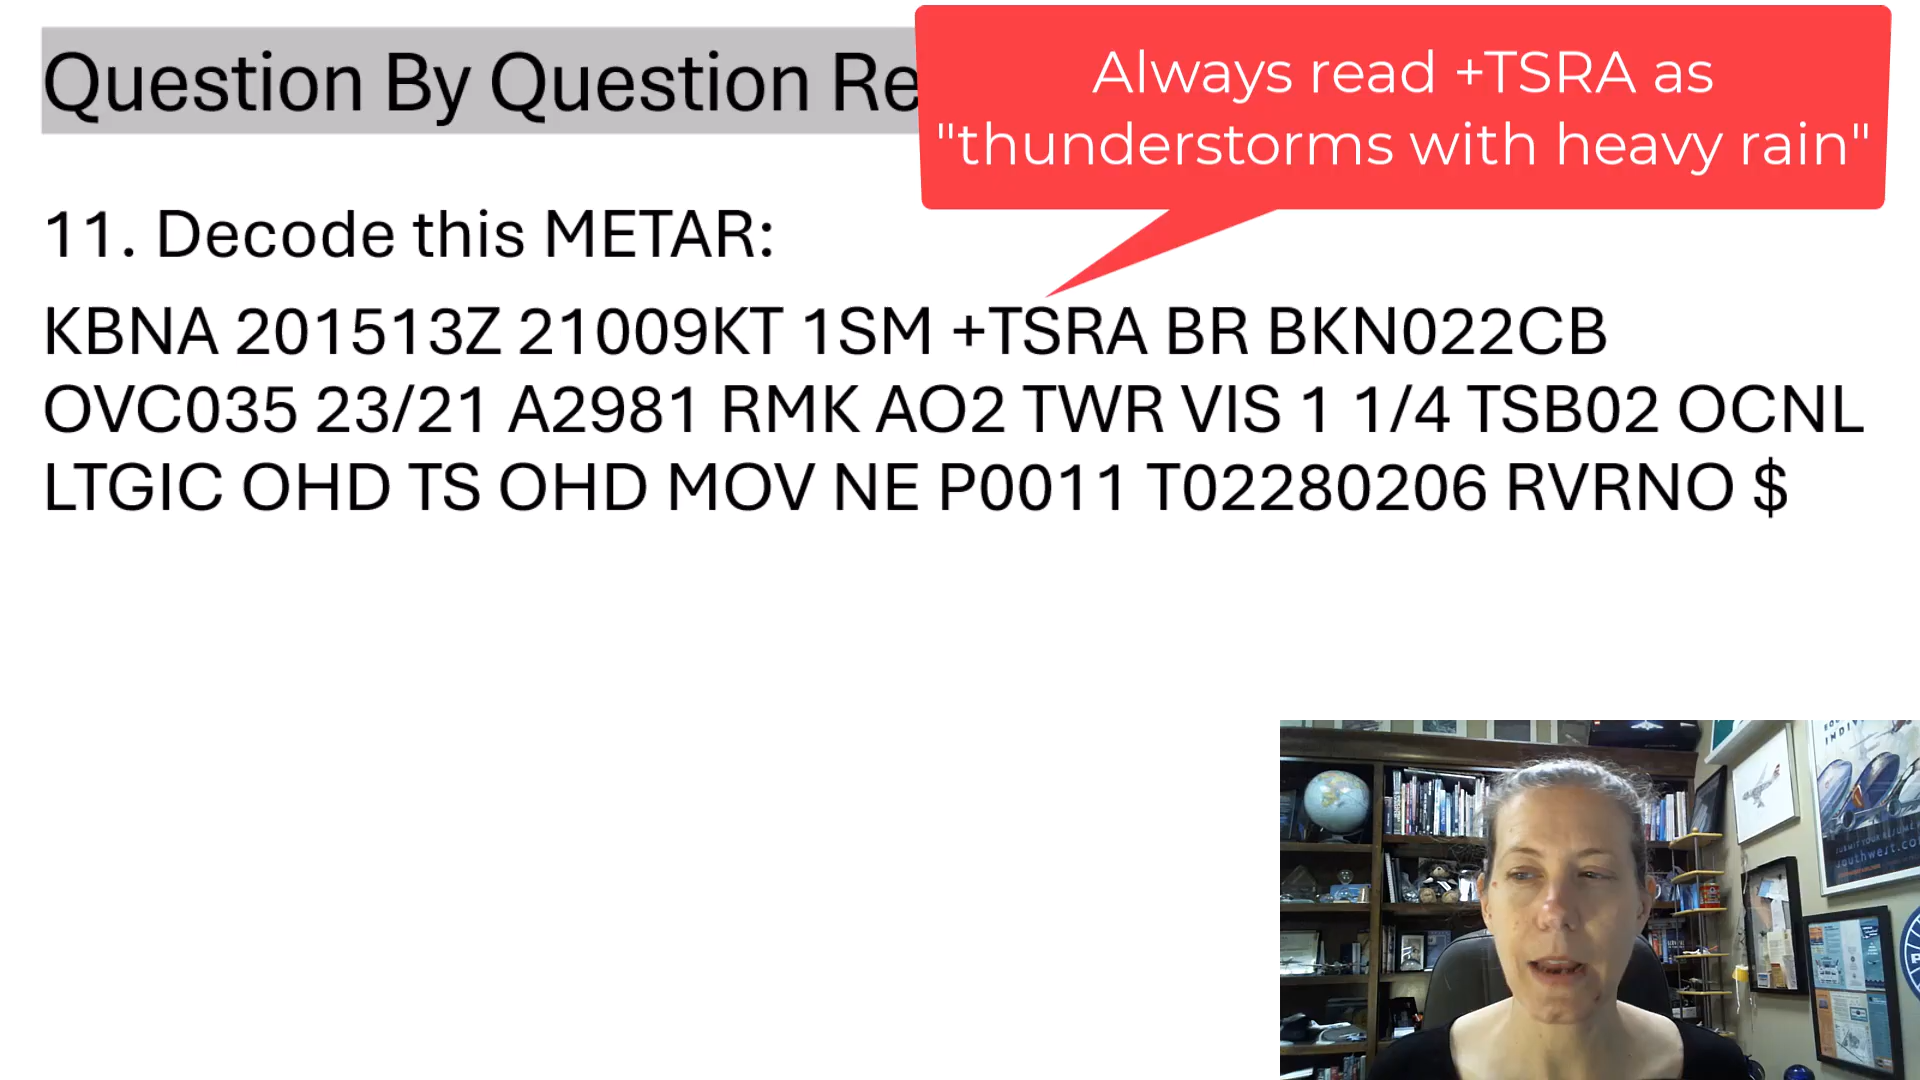 Question By Question Re
Always read +TSRA as
"thunderstorms with heavy rain"
11. Decode this METAR:
KBNA 201513Z 21009KT 1SM +TSRA BR BKN022CB
OVC035 23/21 A2981 RMK AO2 TWR VIS 1 1/4 TSB02 OCNL
LTGIC OHD TS OHD MOV NE P0011 T02280206 RVRNO $
southwest.co